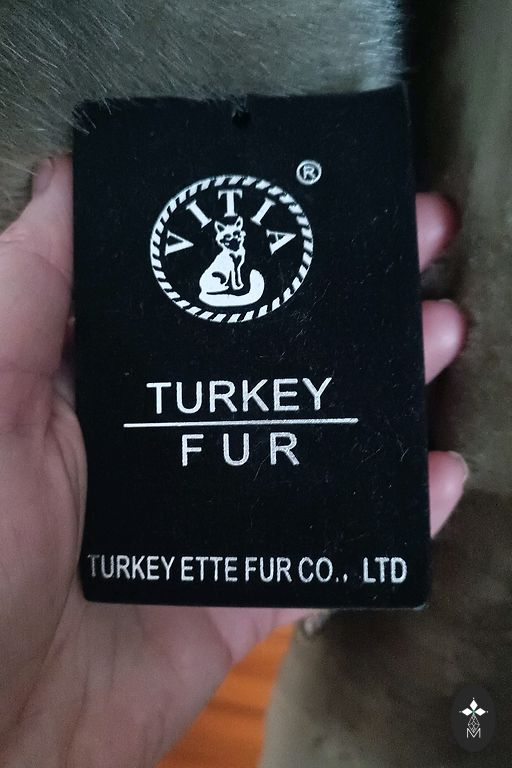 ®
VITIA
TURKEY
FUR
TURKEY ETTE FUR CO., LTD
M